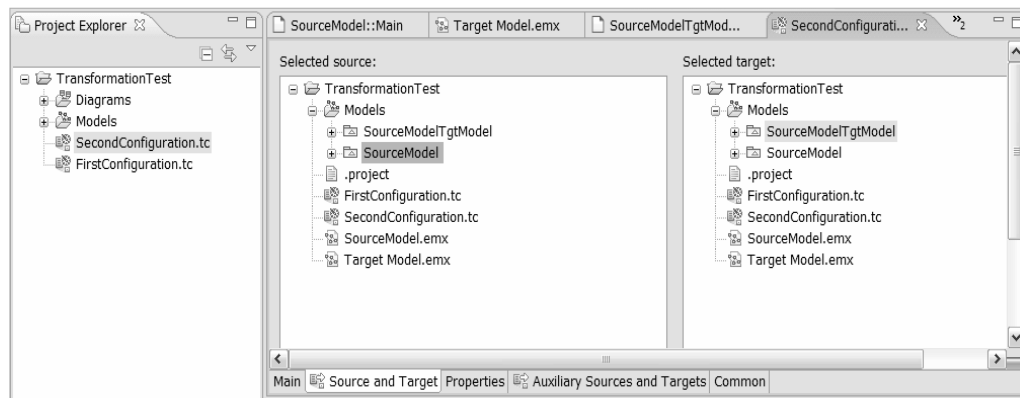 Project Explorer
TransformationTest
Diagrams
Models
SecondConfiguration.tc
FirstConfiguration.tc
SourceModel::Main
Target Model.emx
SourceModelTgtMod...
SecondConfigurati...
»2
Selected source:
TransformationTest
Models
SourceModelTgtModel
SourceModel
.project
FirstConfiguration.tc
SecondConfiguration.tc
SourceModel.emx
Target Model.emx
Selected target:
TransformationTest
Models
SourceModelTgtModel
SourceModel
.project
FirstConfiguration.tc
SecondConfiguration.tc
SourceModel.emx
Target Model.emx
Main
Source and Target
Properties
Auxiliary Sources and Targets
Common